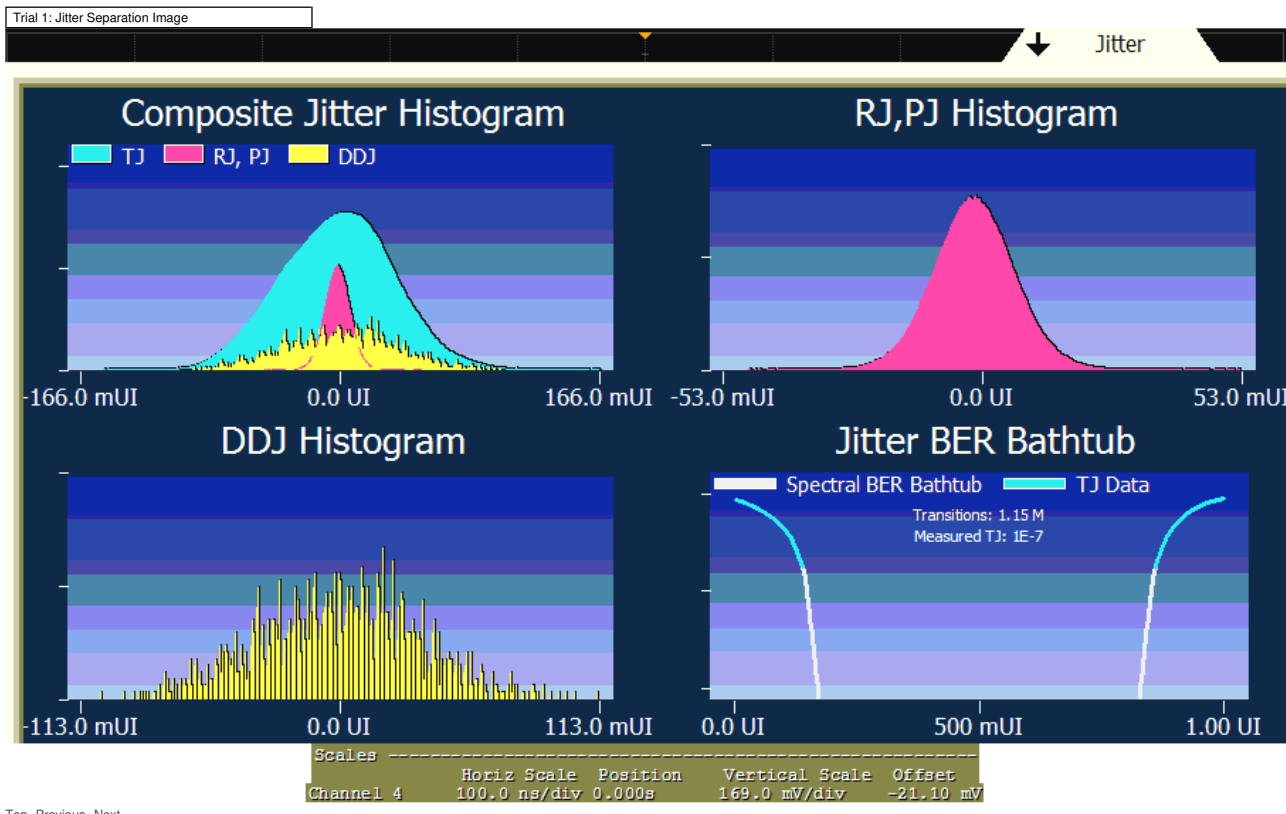 Trial 1: Jitter Separation Image
Jitter
Composite Jitter Histogram
TJ RJ, PJ DDJ
-166.0 mUI 0.0 UI 166.0 mUI
RJ,PJ Histogram
-53.0 mUI 0.0 UI 53.0 mUI
DDJ Histogram
-113.0 mUI 0.0 UI 113.0 mUI
Jitter BER Bathtub
Spectral BER Bathtub TJ Data
Transitions: 1.15 M
Measured TJ: 1E-7
0.0 UI 500 mUI 1.00 UI
Scales
Horiz Scale Position Vertical Scale Offset
Channel 4 100.0 ns/div 0.000s 169.0 mV/div -21.10 mV
Top Previous Next